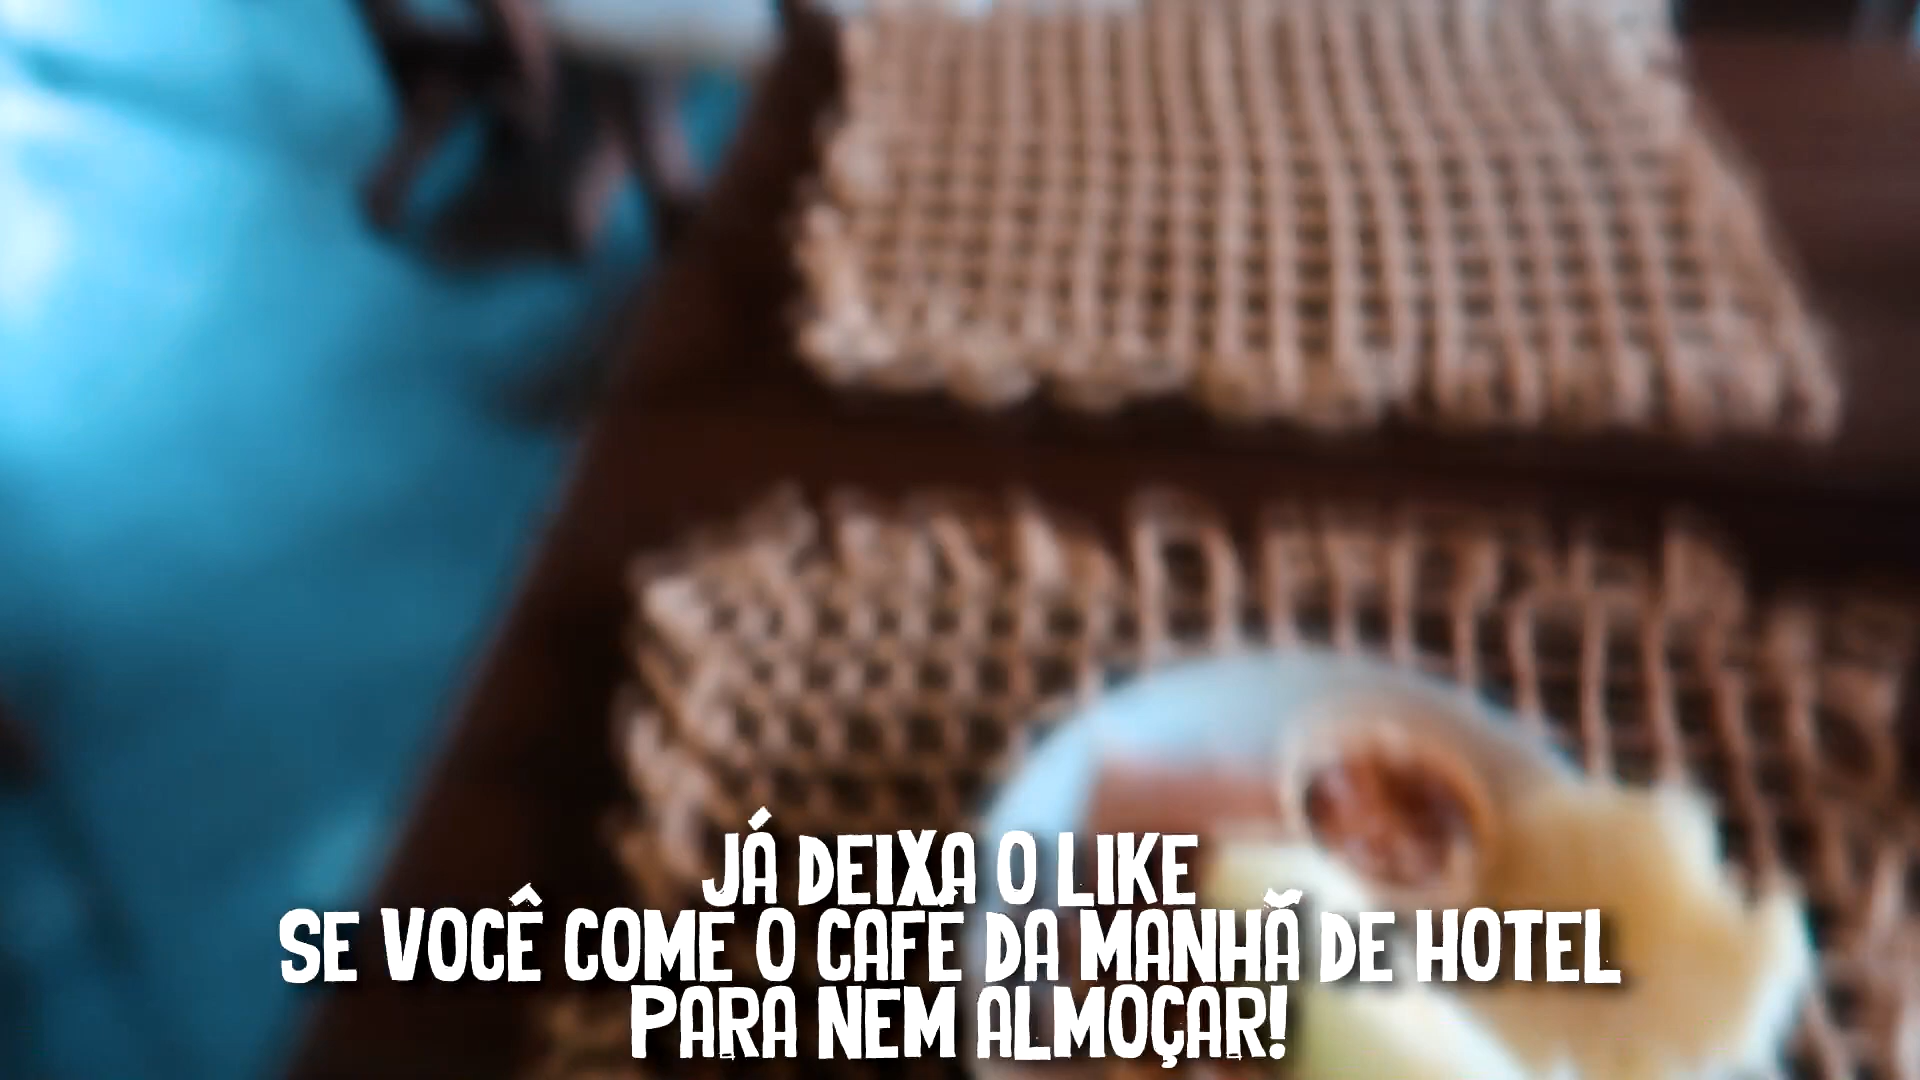 JÁ DEIXA O LIKE
SE VOCÊ COME O CAFÉ DA MANHÃ DE HOTEL
PARA NEM ALMOÇAR!